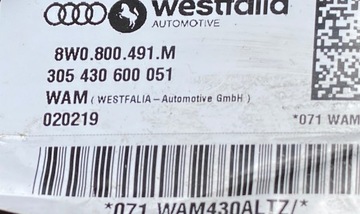 westfalia
AUTOMOTIVE
8W0.800.491.M
305 430 600 051
WAM ( WESTFALIA – Automotive GmbH )
020219
*071 WAM
*071 WAM430ALTZ/*